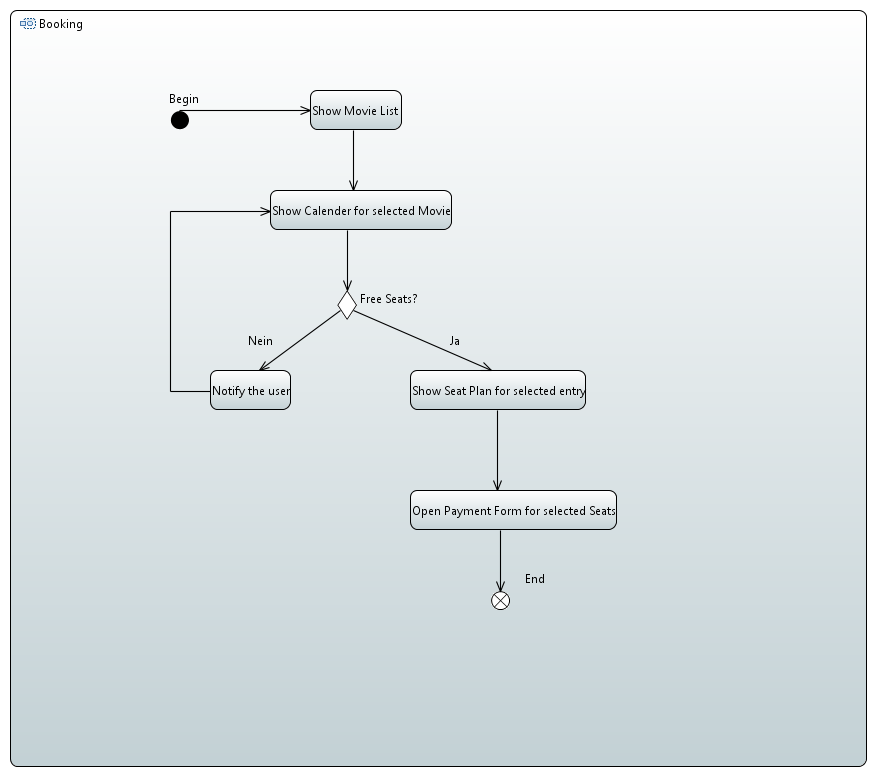 Booking
Begin
Show Movie List
Show Calender for selected Movie
Free Seats?
Nein
Ja
Notify the user
Show Seat Plan for selected entry
Open Payment Form for selected Seats
End